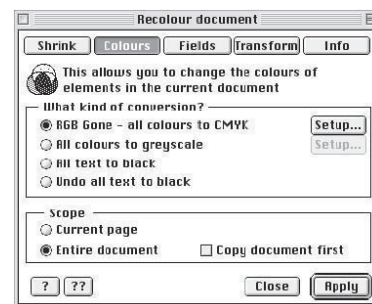 Recolour document
Shrink Colours Fields Transform Info
This allows you to change the colours of
elements in the current document
What kind of conversion?
RGB Gone - all colours to CMYK Setup...
All colours to greyscale Setup...
All text to black
Undo all text to black
Scope
Current page
Entire document Copy document first
? ?? Close Apply